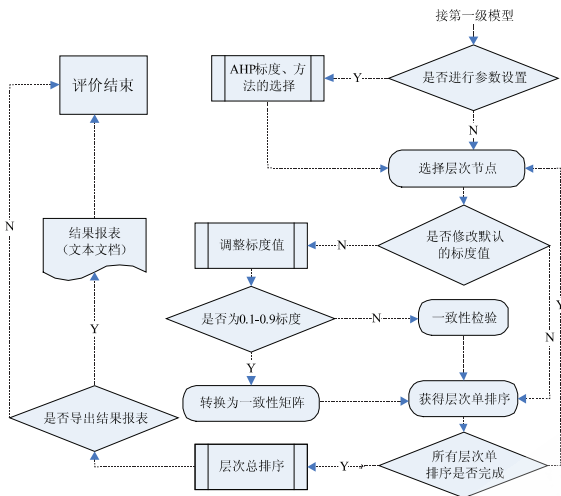 接第一级模型
是否进行参数设置
Y
AHP标度、方
法的选择
N
选择层次节点
是否修改默认
的标度值
N
调整标度值
N
Y
是否为0.1-0.9标度
N
一致性检验
Y
转换为一致性矩阵
获得层次单排序
所有层次单
排序是否完成
Y
层次总排序
是否导出结果报表
Y
结果报表
（文本文档）
N
评价结束